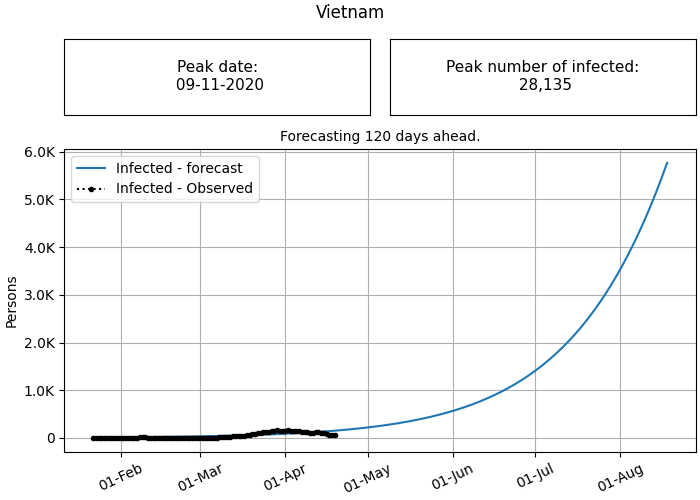 Vietnam
Peak date:
09-11-2020
Peak number of infected:
28,135
Forecasting 120 days ahead.
Infected - forecast
Infected - Observed
Persons
6.0K
5.0K
4.0K
3.0K
2.0K
1.0K
0
01-Feb
01-Mar
01-Apr
01-May
01-Jun
01-Jul
01-Aug